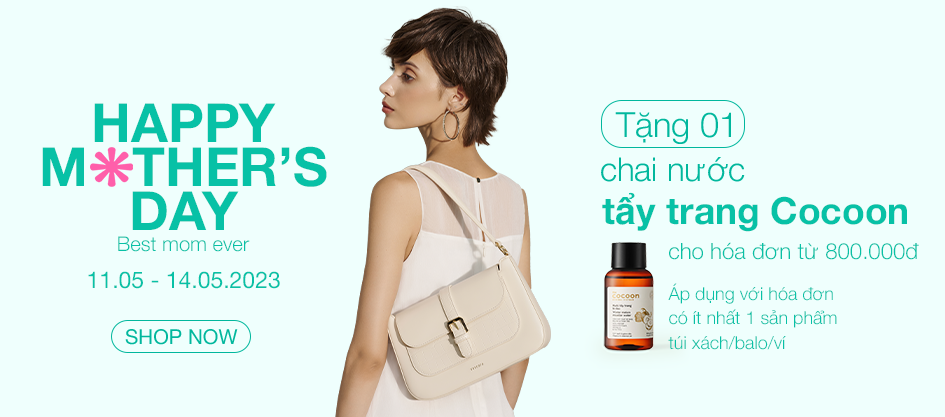 HAPPY
M THER'S
DAY
Best mom ever
11.05 - 14.05.2023
SHOP NOW
Tặng 01
chai nước
tẩy trang Cocoon
cho hóa đơn từ 800.000đ
Cocoon
Áp dụng với hóa đơn
có ít nhất 1 sản phẩm
túi xách/balo/ví